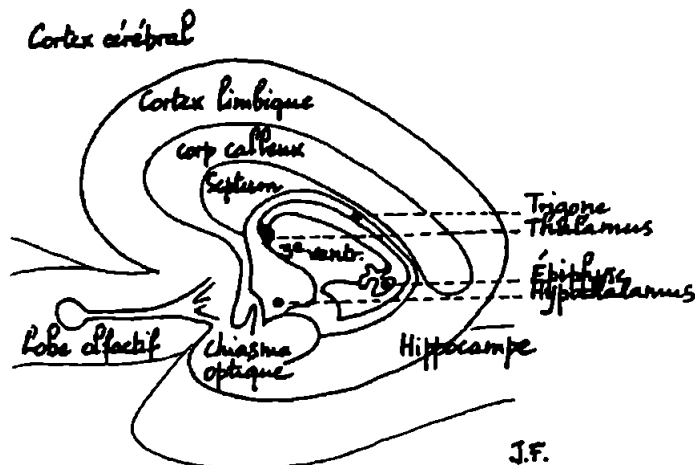 Cortex cérébral
Cortex limbique
corp calleux
Septum
Trigone
Thalamus
3e ventr.
Épiphyse
Hypothalamus
Lobe olfactif
Chiasma
optique
Hippocampe
J.F.